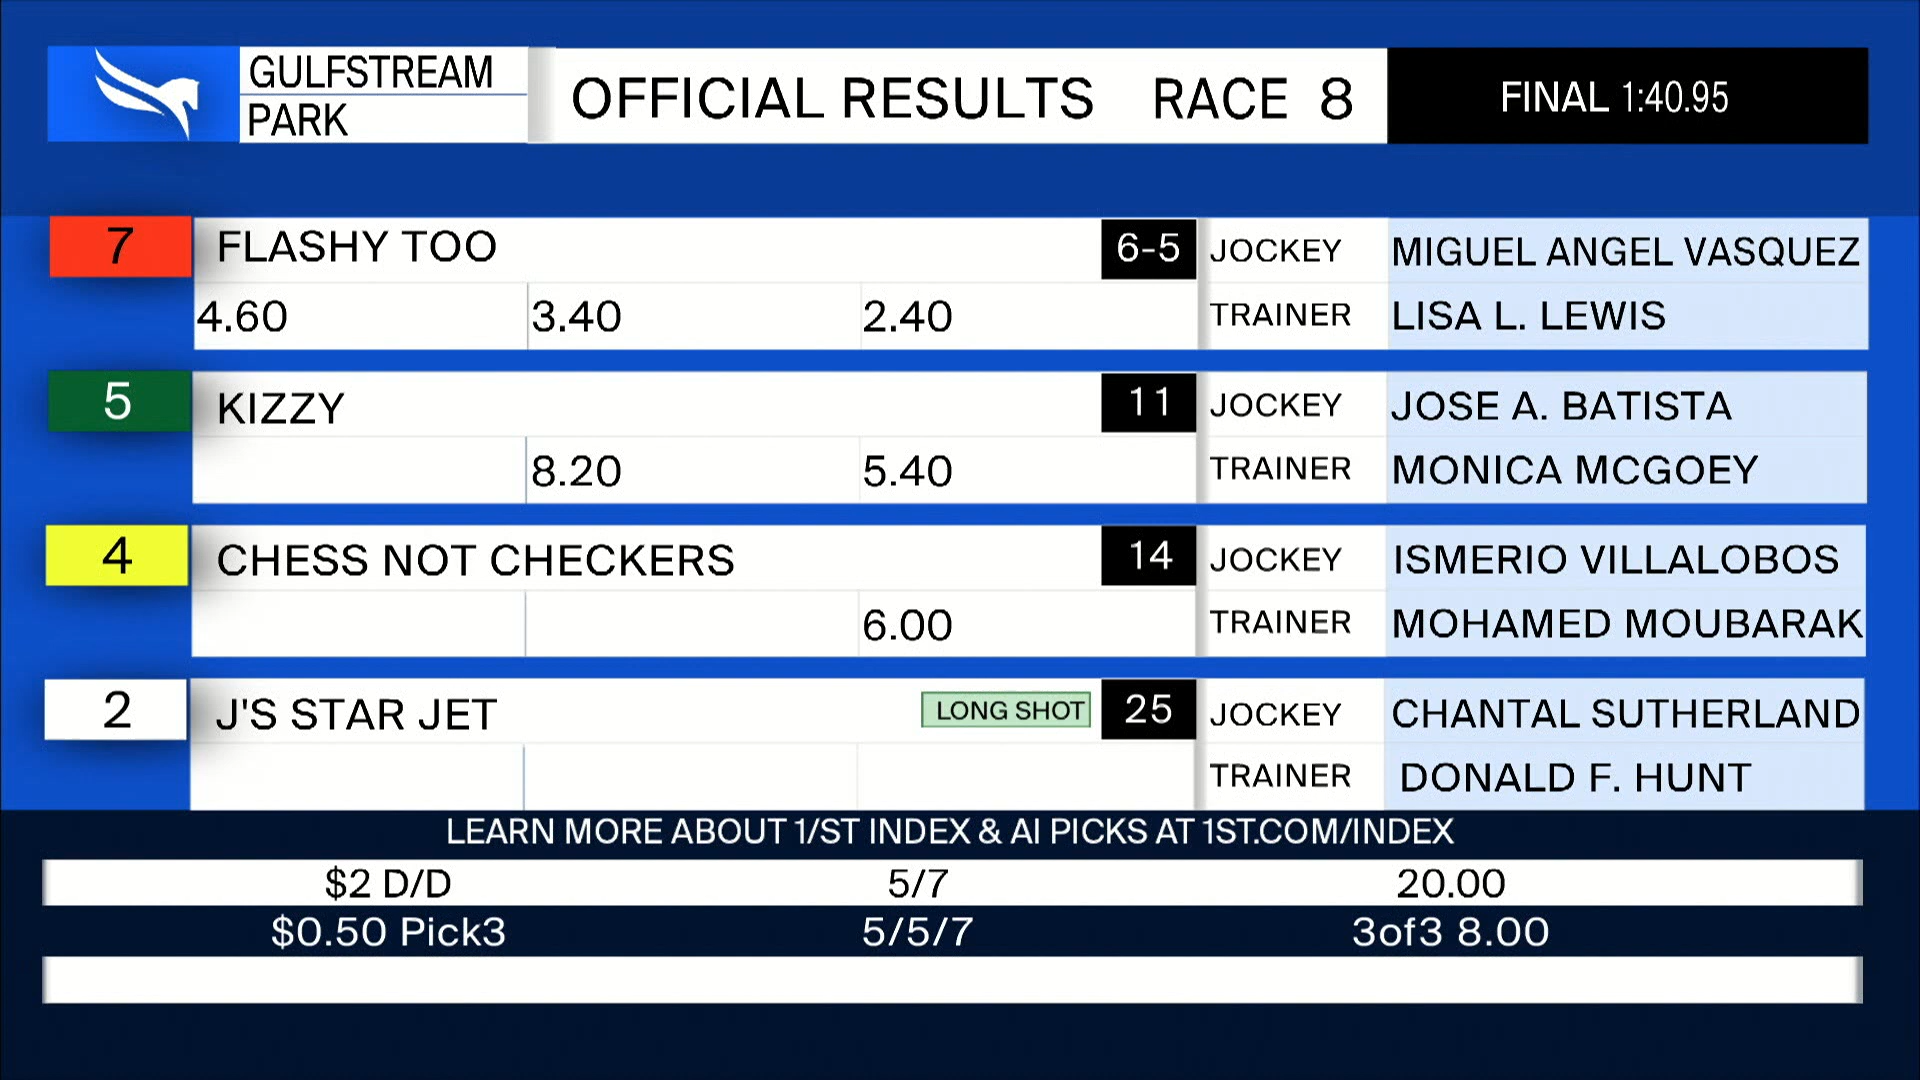 GULFSTREAM
PARK
OFFICIAL RESULTS RACE 8
FINAL 1:40.95
7 FLASHY TOO 6-5 JOCKEY MIGUEL ANGEL VASQUEZ
4.60 3.40 2.40 TRAINER LISA L. LEWIS
5 KIZZY 11 JOCKEY JOSE A. BATISTA
8.20 5.40 TRAINER MONICA MCGOEY
4 CHESS NOT CHECKERS 14 JOCKEY ISMERIO VILLALOBOS
6.00 TRAINER MOHAMED MOUBARAK
2 J'S STAR JET LONG SHOT 25 JOCKEY CHANTAL SUTHERLAND
TRAINER DONALD F. HUNT
LEARN MORE ABOUT 1/ST INDEX & AI PICKS AT 1ST.COM/INDEX
$2 D/D 5/7 20.00
$0.50 Pick3 5/5/7 3of3 8.00